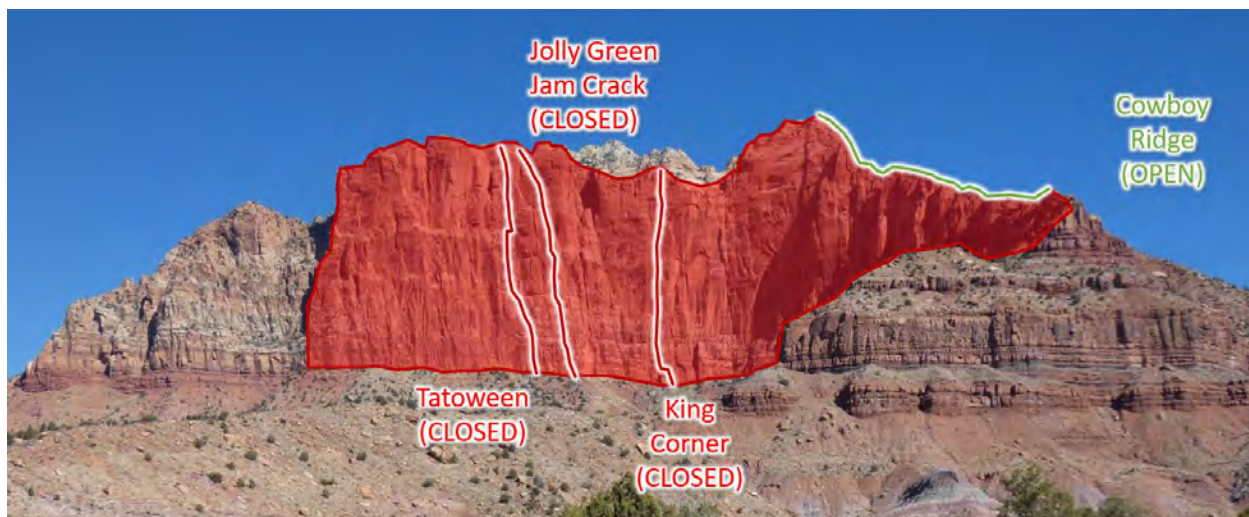 Jolly Green
Jam Crack
(CLOSED)
Cowboy
Ridge
(OPEN)
Tatoween
(CLOSED)
King
Corner
(CLOSED)